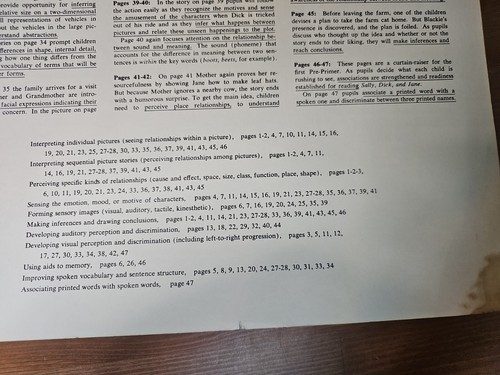 rovide opportunity for inferring
lative size on a two-dimensional
ll representations of vehicles in
out the vehicles in the large pic-
erstand abstractions.
ries on page 34 prompt children
fferences in shape, internal detail,
g how one thing differs from the
vocabulary of terms that will be
er forms.
35 the family arrives for a visit
her and Grandmother are intro-
facial expressions indicating their
concern. In the picture on page
Pages 39-40: In the story on page 39 pupils will follow
the action easily as they recognize the motives and sense
the amusement of the characters when Dick is tricked
out of his ride and as they infer what happens between
pictures and relate these unseen happenings to the plot.
Page 40 again focuses attention on the relationship be-
tween sound and meaning. The sound (phoneme) that
accounts for the difference in meaning between two sen-
tences is within the key words (hoots, hoots, for example).
Pages 41-42: On page 41 Mother again proves her re-
sourcefulness by showing June how to make leaf hats.
But because Mother ignores a nearby cow, the story ends
with a humorous surprise. To get the main idea, children
need to perceive place relationships, to understand
Page 45: Before leaving the farm, one of the children
devises a plan to take the farm cat home. But Blackie's
presence is discovered, and the plan is foiled. As pupils
discuss who thought up the idea and whether or not the
story ends to their liking, they will make inferences and
reach conclusions.
Pages 46-47: These pages are a curtain-raiser for the
first Pre-Primer. As pupils decide what each child is
rushing to see, associations are strengthened and readiness
established for reading Sally, Dick, and Jane.
On page 47 pupils associate a printed word with a
spoken one and discriminate between three printed names.
Interpreting individual pictures (seeing relationships within a picture), pages 1-2, 4, 7, 10, 11, 14, 15, 16,
19, 20, 21, 23, 25, 27-28, 30, 33, 35, 36, 37, 39, 41, 43, 45, 46
Interpreting sequential picture stories (perceiving relationships among pictures), pages 1-2, 4, 7, 11,
14, 16, 19, 21, 27-28, 37, 39, 41, 43, 45
Perceiving specific kinds of relationships (cause and effect, space, size, class, function, place, shape), pages 1-2-3,
6, 10, 11, 19, 20, 21, 23, 24, 33, 36, 37, 38, 41, 43, 45
Sensing the emotion, mood, or motive of characters, pages 4, 7, 11, 14, 15, 16, 19, 21, 23, 27-28, 35, 36, 37, 39, 41
Forming sensory images (visual, auditory, tactile, kinesthetic), pages 6, 7, 16, 19, 20, 24, 25, 35, 39
Making inferences and drawing conclusions, pages 1-2, 4, 11, 14, 21, 23, 27-28, 33, 36, 39, 41, 43, 45, 46
Developing auditory perception and discrimination, pages 13, 18, 22, 29, 32, 40, 44
Developing visual perception and discrimination (including left-to-right progression), pages 3, 5, 11, 12,
17, 27, 30, 33, 34, 38, 42, 47
Using aids to memory, pages 6, 26, 46
Improving spoken vocabulary and sentence structure, pages 5, 8, 9, 13, 20, 24, 27-28, 30, 31, 33, 34
Associating printed words with spoken words, page 47